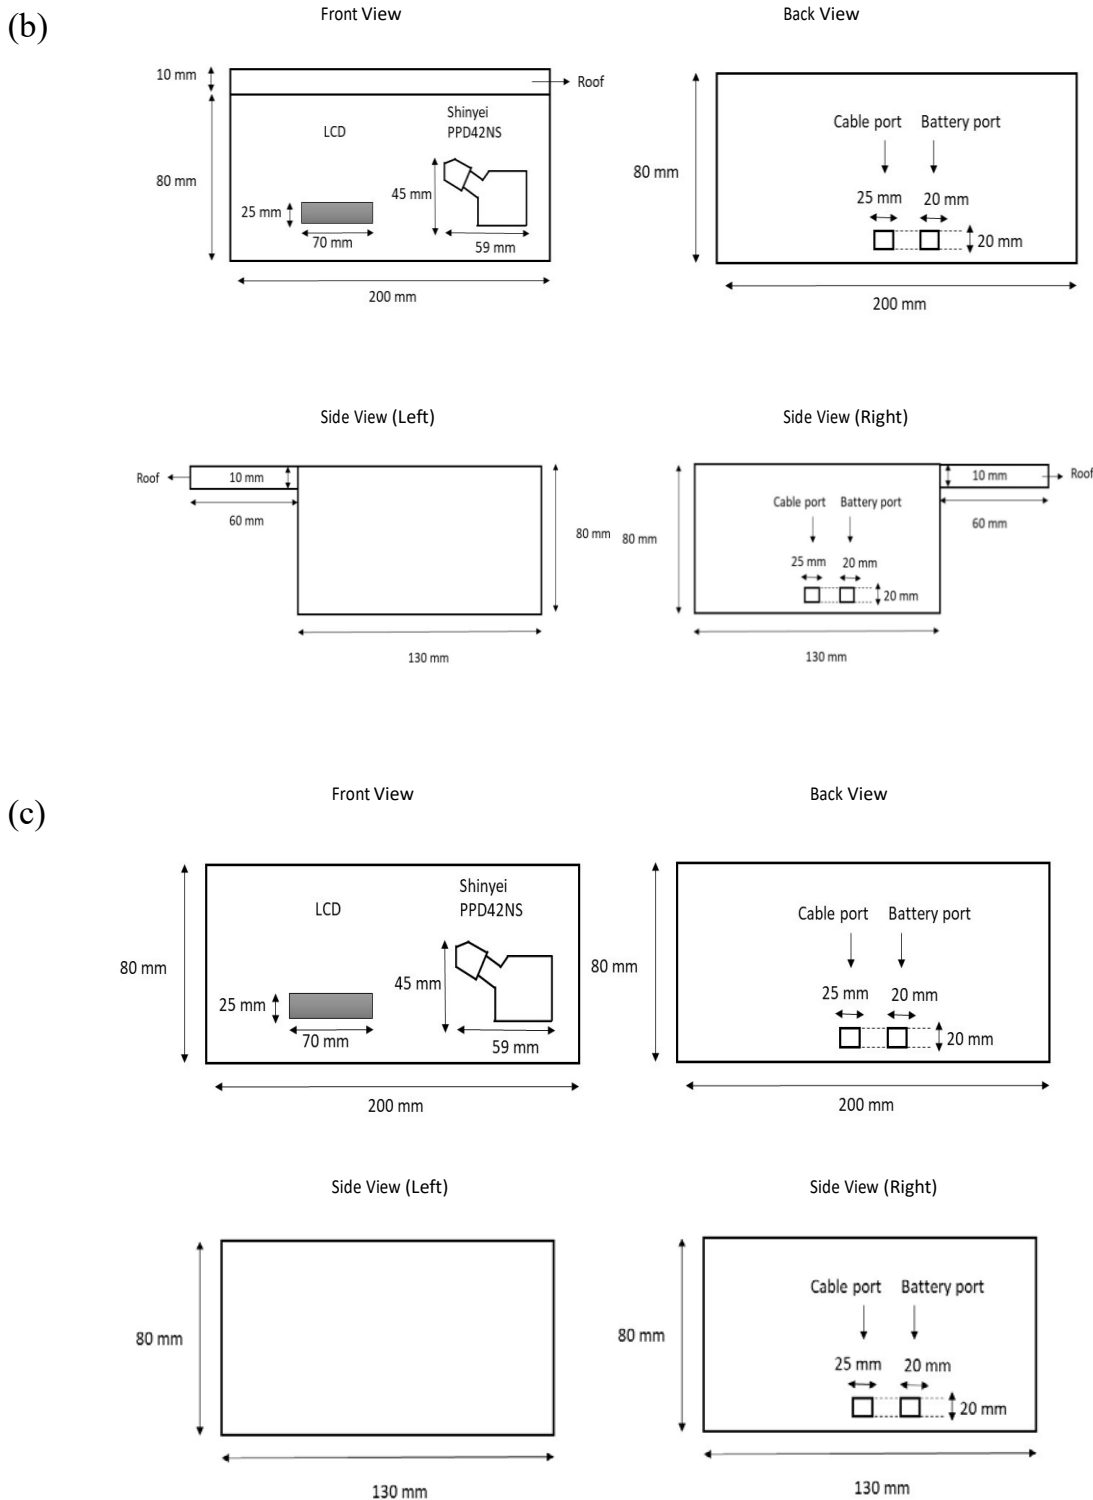 (b)
Front View
Back View
10 mm
Roof
LCD
Shinyei
PPD42NS
80 mm
45 mm
25 mm
70 mm
59 mm
200 mm
Cable port
Battery port
80 mm
25 mm
20 mm
20 mm
200 mm
Side View (Left)
Side View (Right)
Roof
10 mm
60 mm
80 mm
130 mm
80 mm
Cable port
Battery port
25 mm
20 mm
20 mm
10 mm
Roof
60 mm
130 mm
(c)
Front View
Back View
LCD
Shinyei
PPD42NS
80 mm
45 mm
25 mm
70 mm
59 mm
200 mm
Cable port
Battery port
80 mm
25 mm
20 mm
20 mm
200 mm
Side View (Left)
Side View (Right)
80 mm
130 mm
Cable port
Battery port
80 mm
25 mm
20 mm
20 mm
130 mm